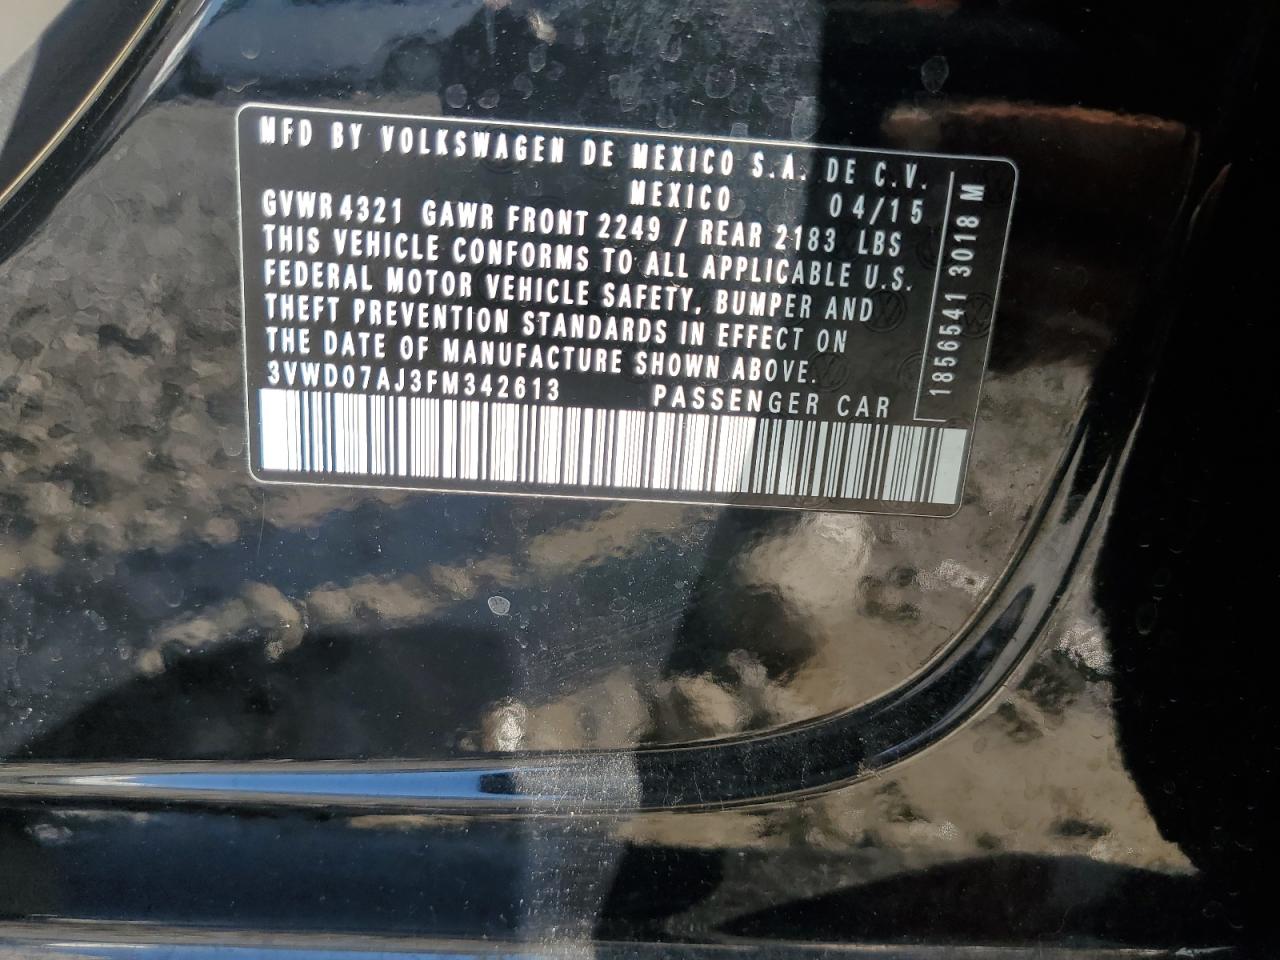 MFD BY VOLKSWAGEN DE MEXICO S.A. DE C.V.
MEXICO 04/15
GVWR 4321 GAWR FRONT 2249 / REAR 2183 LBS
THIS VEHICLE CONFORMS TO ALL APPLICABLE U.S.
FEDERAL MOTOR VEHICLE SAFETY, BUMPER AND
THEFT PREVENTION STANDARDS IN EFFECT ON
THE DATE OF MANUFACTURE SHOWN ABOVE.
3VWD07AJ3FM342613 PASSENGER CAR
1856541 3018 M